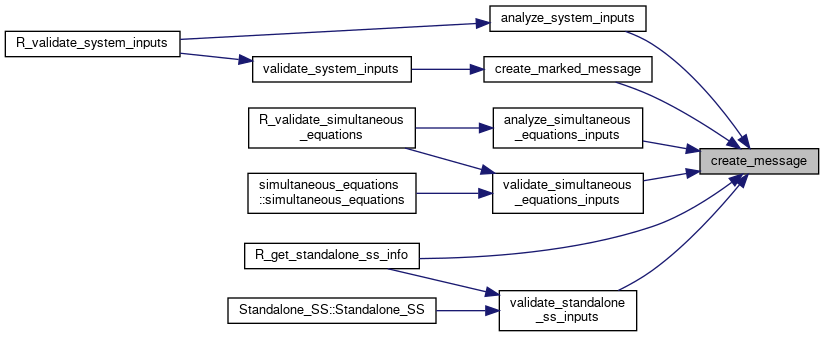 analyze_system_inputs
R_validate_system_inputs
validate_system_inputs
create_marked_message
R_validate_simultaneous
_equations
analyze_simultaneous
_equations_inputs
create_message
simultaneous_equations
::simultaneous_equations
validate_simultaneous
_equations_inputs
R_get_standalone_ss_info
Standalone_SS::Standalone_SS
validate_standalone
_ss_inputs